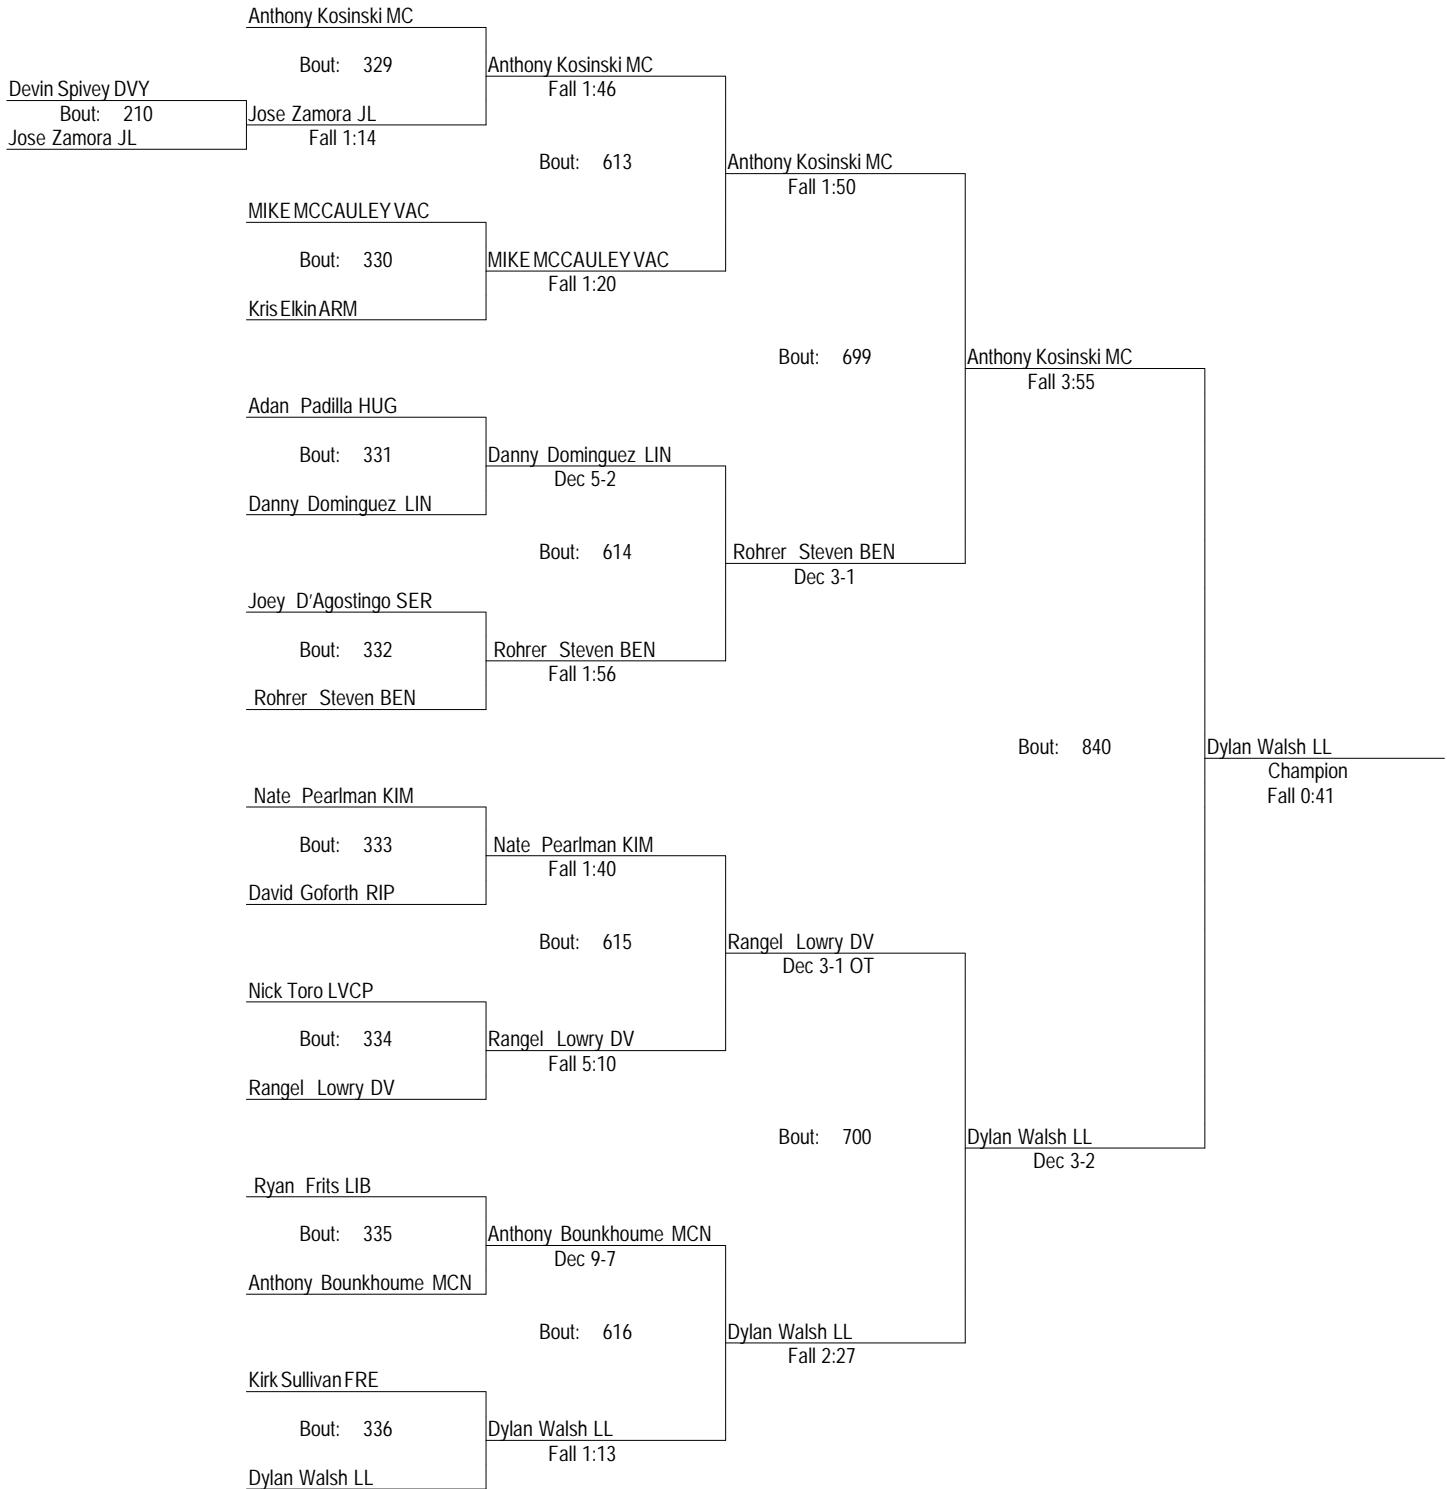 Anthony Kosinski MC
Bout: 329
Anthony Kosinski MC
Fall 1:46
Devin Spivey DVY
Bout: 210
Jose Zamora JL
Jose Zamora JL
Fall 1:14
Bout: 613
Anthony Kosinski MC
Fall 1:50
MIKE MCCAULEY VAC
Bout: 330
MIKE MCCAULEY VAC
Fall 1:20
Kris Elkin ARM
Bout: 699
Anthony Kosinski MC
Fall 3:55
Adan Padilla HUG
Bout: 331
Danny Dominguez LIN
Dec 5-2
Danny Dominguez LIN
Bout: 614
Rohrer Steven BEN
Dec 3-1
Joey D'Agostingo SER
Bout: 332
Rohrer Steven BEN
Fall 1:56
Rohrer Steven BEN
Bout: 840
Dylan Walsh LL
Champion
Fall 0:41
Nate Pearlman KIM
Bout: 333
Nate Pearlman KIM
Fall 1:40
David Goforth RIP
Bout: 615
Rangel Lowry DV
Dec 3-1 OT
Nick Toro LVCP
Bout: 334
Rangel Lowry DV
Fall 5:10
Rangel Lowry DV
Bout: 700
Dylan Walsh LL
Dec 3-2
Ryan Frits LIB
Bout: 335
Anthony Bounkhoume MCN
Dec 9-7
Anthony Bounkhoume MCN
Bout: 616
Dylan Walsh LL
Fall 2:27
Kirk Sullivan FRE
Bout: 336
Dylan Walsh LL
Fall 1:13
Dylan Walsh LL